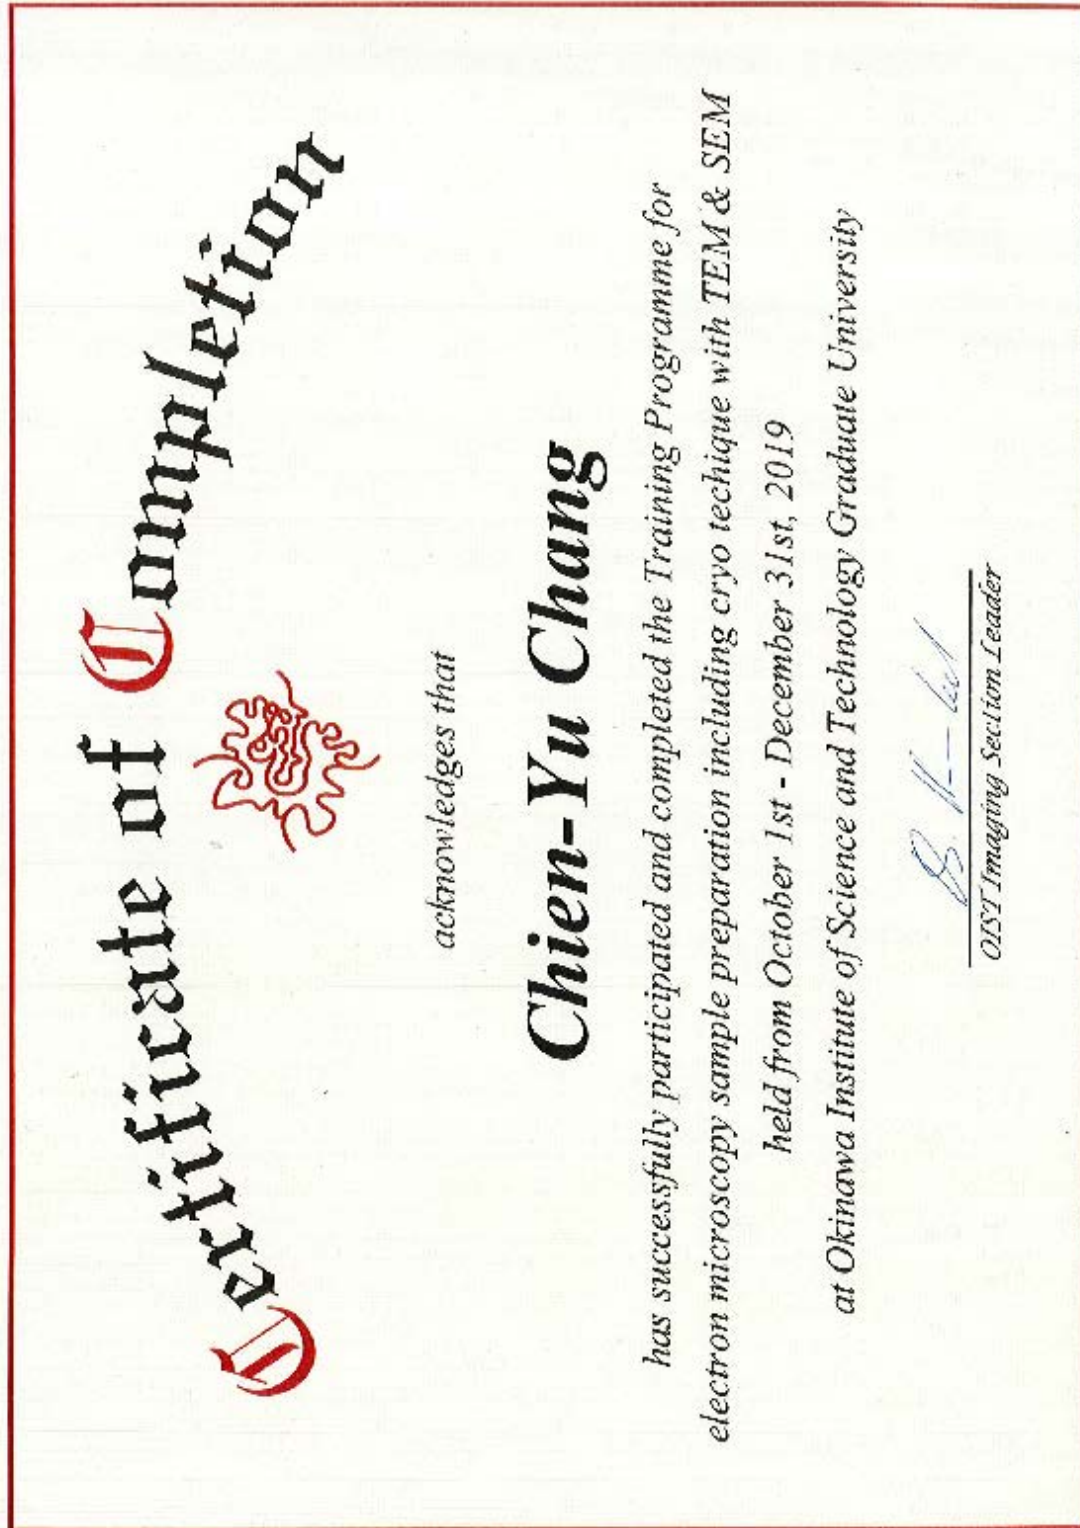 Certificate of Completion
acknowledges that
Chien-Yu Chang
has successfully participated and completed the Training Programme for
electron microscopy sample preparation including cryo techique with TEM & SEM
held from October 1st - December 31st, 2019
at Okinawa Institute of Science and Technology Graduate University
OIST Imaging Section Leader